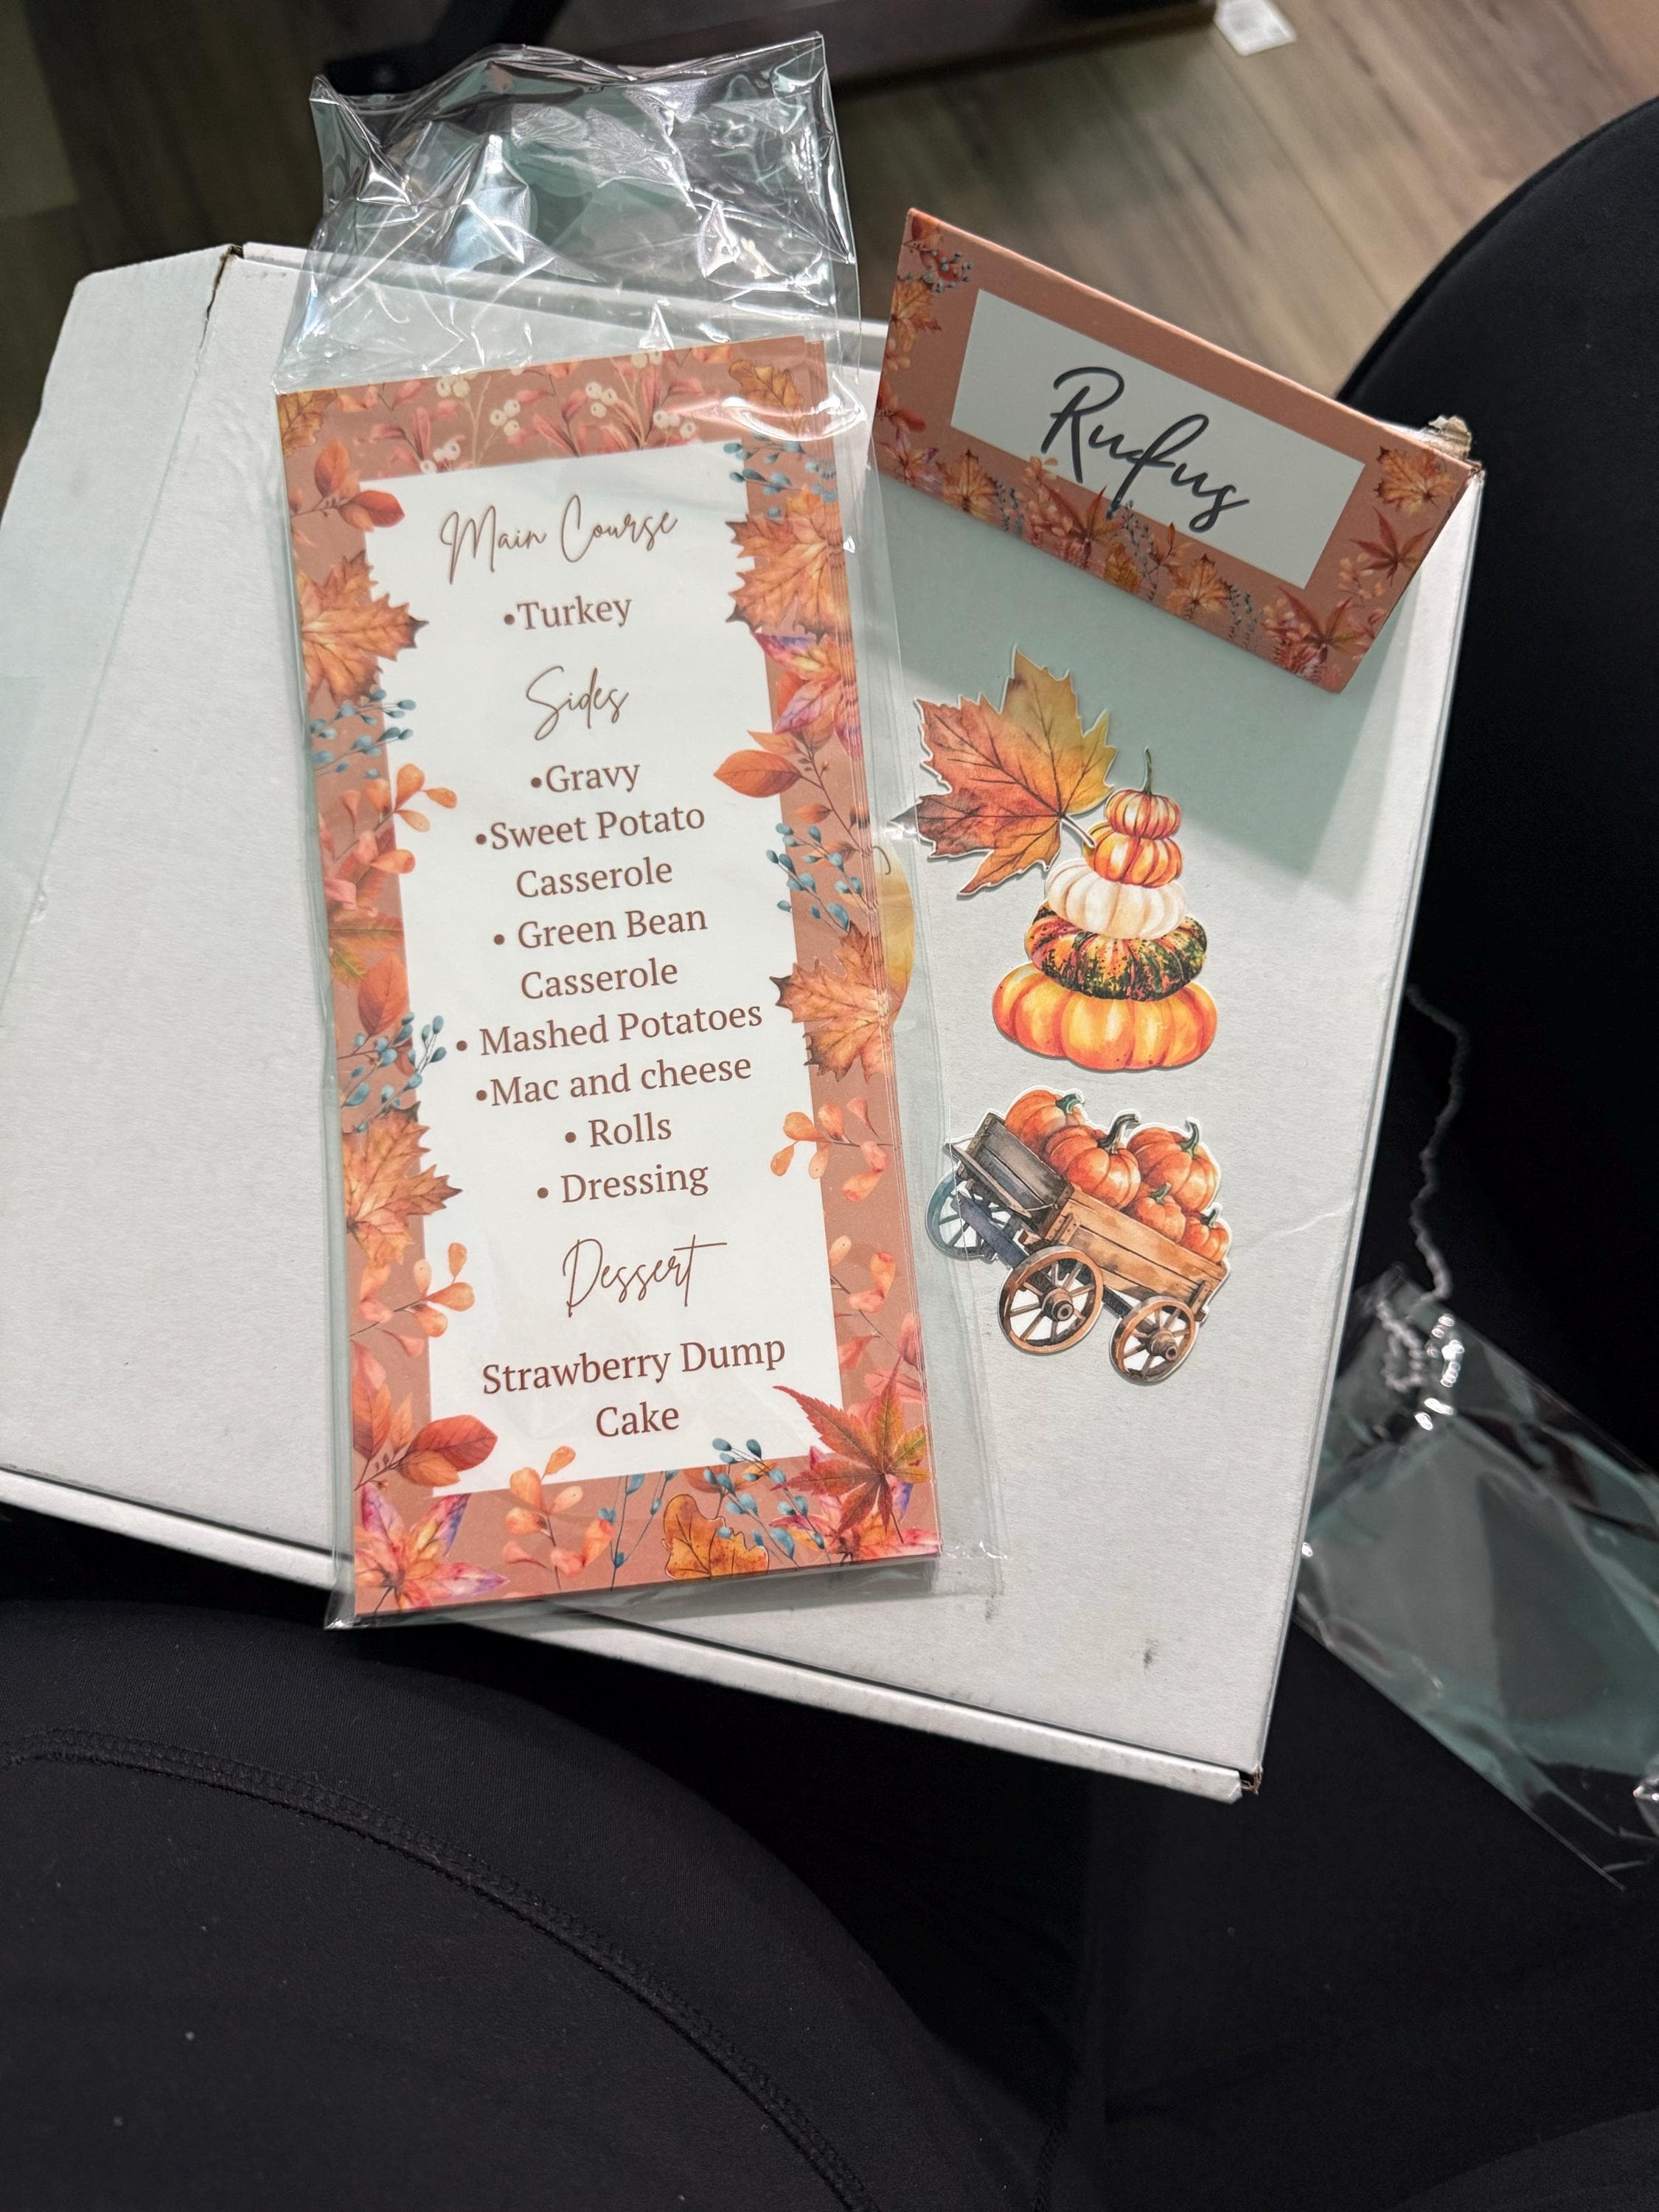 Main Course
•Turkey
Sides
•Gravy
•Sweet Potato
Casserole
• Green Bean
Casserole
• Mashed Potatoes
•Mac and cheese
• Rolls
• Dressing
Dessert
Strawberry Dump
Cake
Rufus